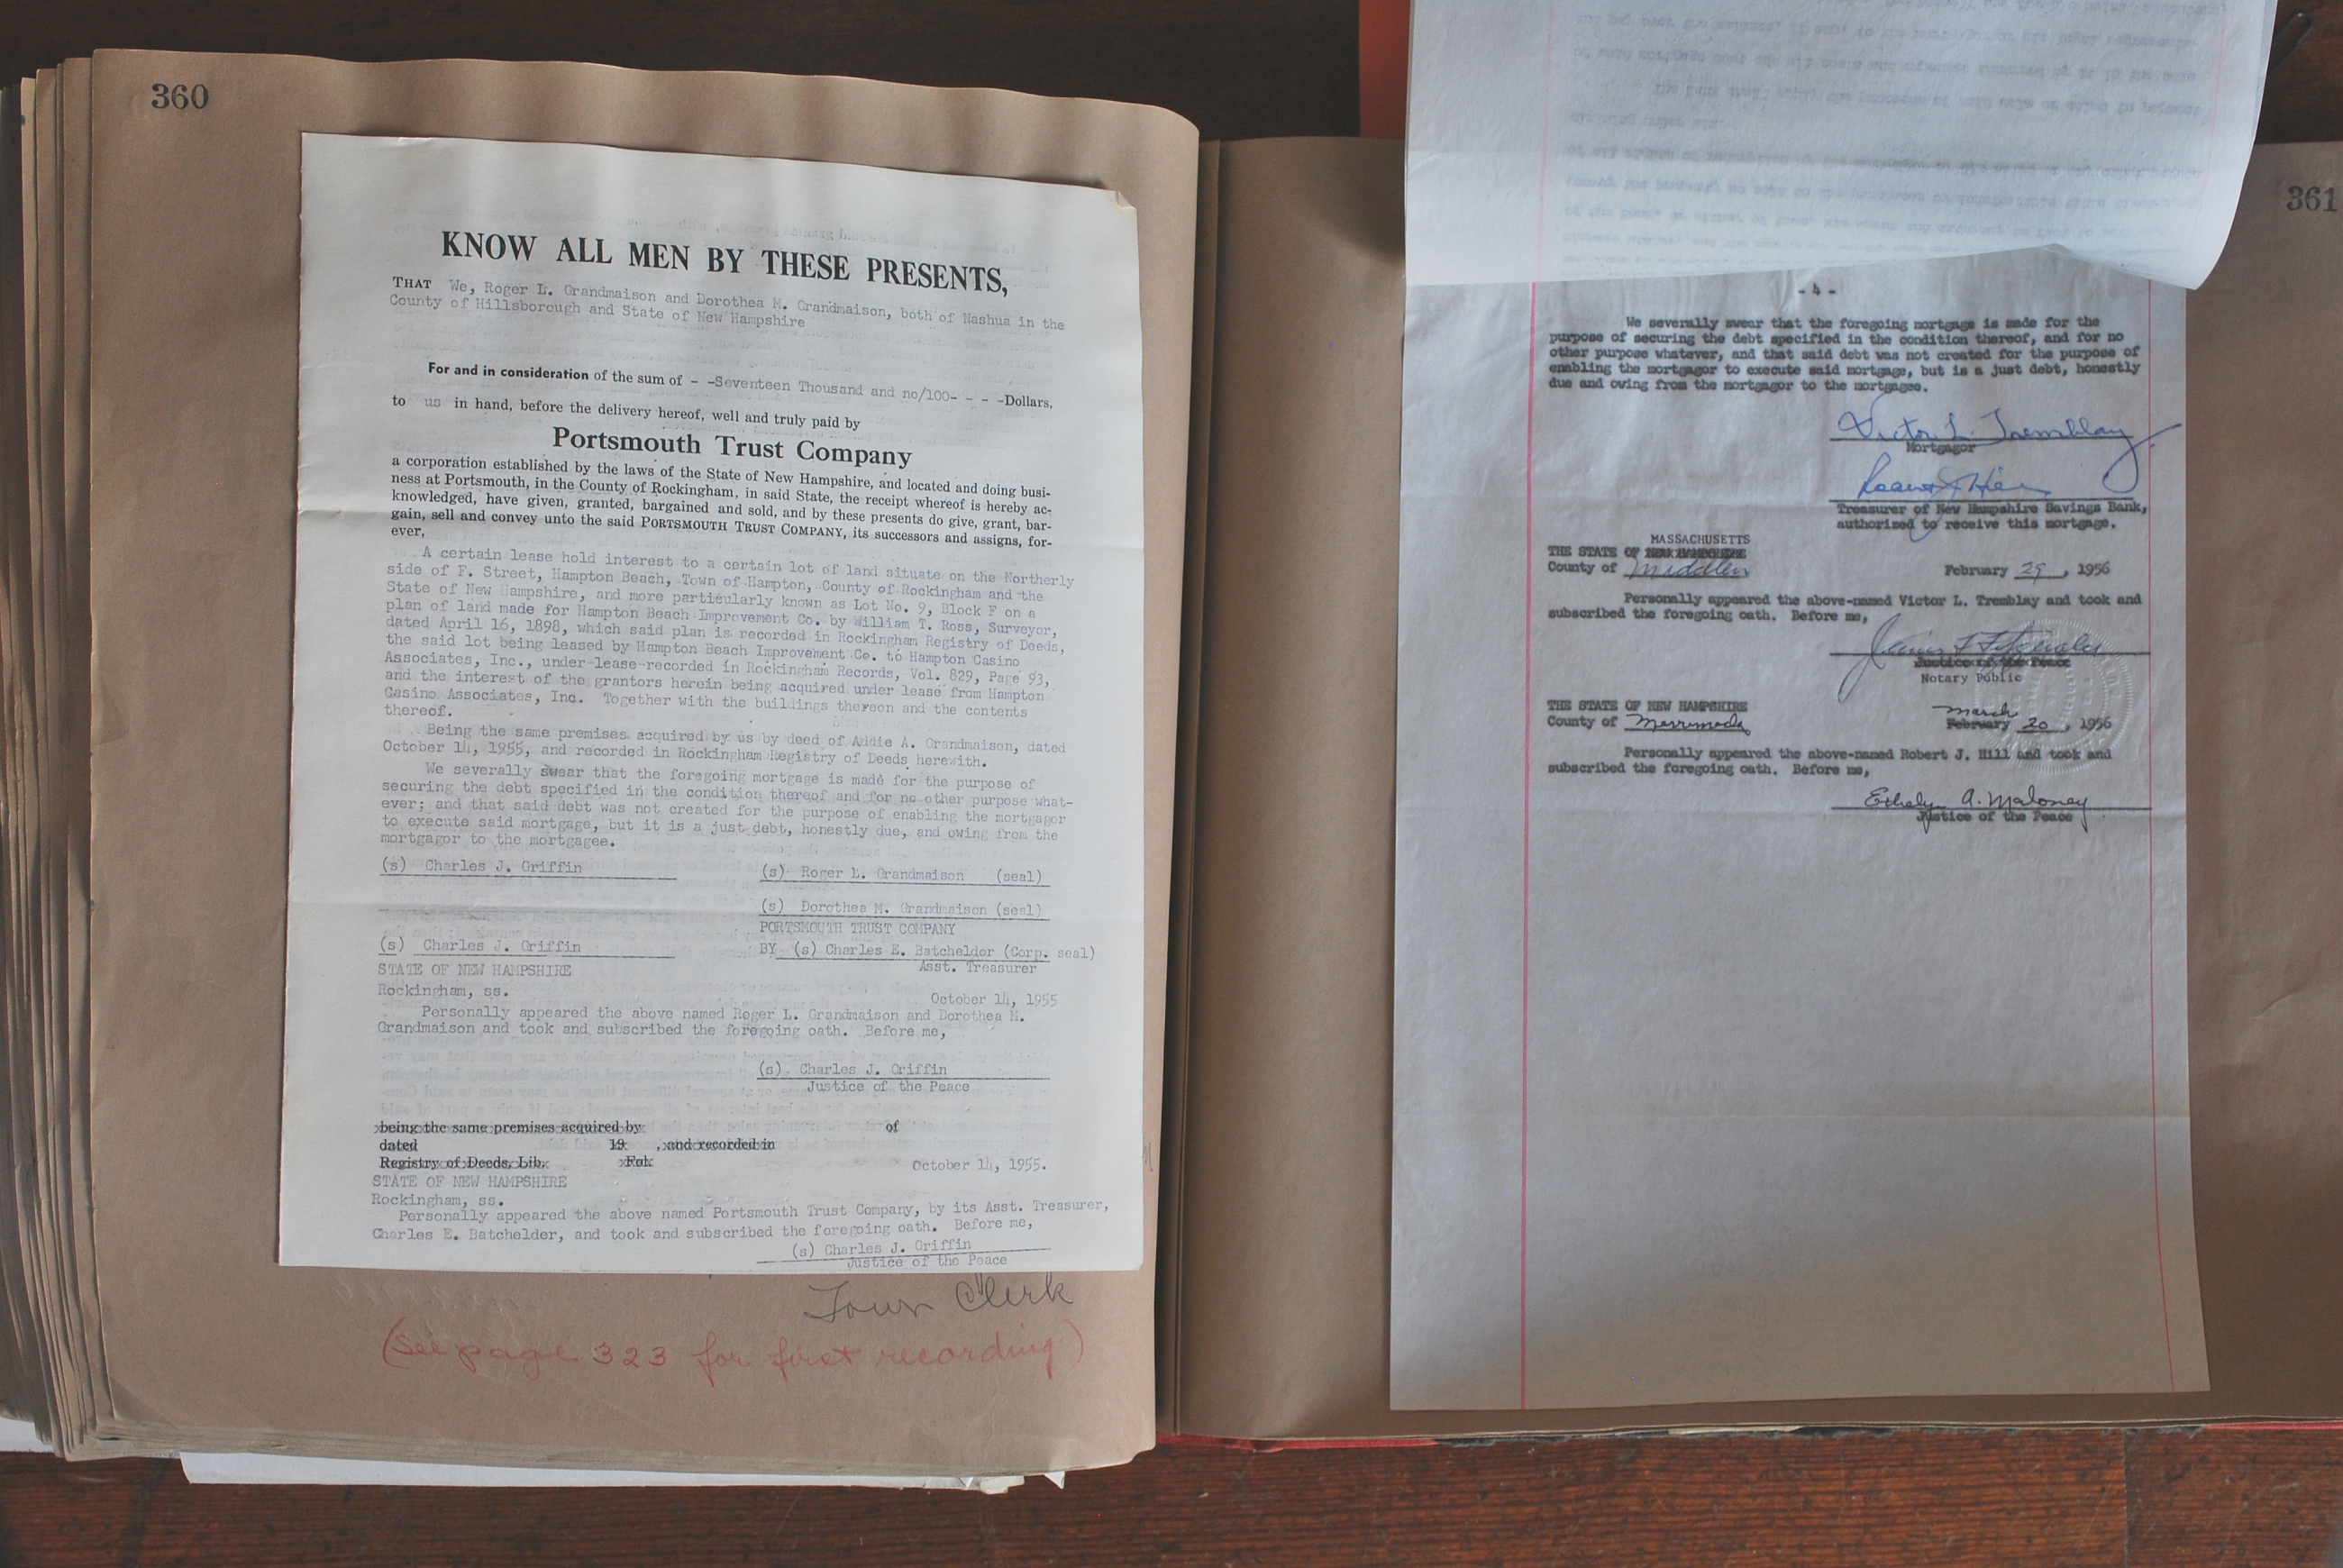 360
KNOW ALL MEN BY THESE PRESENTS,
THAT We, Roger L. Grandmaison and Dorothea M. Grandmaison, both of Nashua in the
County of Hillsborough and State of New Hampshire
For and in consideration of the sum of - -Seventeen Thousand and no/100- - - -Dollars,
to us in hand, before the delivery hereof, well and truly paid by
Portsmouth Trust Company
a corporation established by the laws of the State of New Hampshire, and located and doing busi-
ness at Portsmouth, in the County of Rockingham, in said State, the receipt whereof is hereby ac-
knowledged, have given, granted, bargained and sold, and by these presents do give, grant, bar-
gain, sell and convey unto the said PORTSMOUTH TRUST COMPANY, its successors and assigns, for-
ever,
A certain lease hold interest to a certain lot of land situate on the Northerly
side of F. Street, Hampton Beach, Town of Hampton, County of Rockingham and the
State of New Hampshire, and more particularly known as Lot No. 9, Block F on a
plan of land made for Hampton Beach Improvement Co. by William T. Ross, Surveyor,
dated April 16, 1898, which said plan is recorded in Rockingham Registry of Deeds,
the said lot being leased by Hampton Beach Improvement Co. to Hampton Casino
Associates, Inc., under lease recorded in Rockingham Records, Vol. 829, Page 93,
and the interest of the grantors herein being acquired under lease from Hampton
Casino Associates, Inc. Together with the buildings thereon and the contents
thereof.
Being the same premises acquired by us by deed of Addie A. Grandmaison, dated
October 14, 1955, and recorded in Rockingham Registry of Deeds herewith.
We severally swear that the foregoing mortgage is made for the purpose of
securing the debt specified in the condition thereof and for no other purpose what-
ever; and that said debt was not created for the purpose of enabling the mortgagor
to execute said mortgage, but it is a just debt, honestly due, and owing from the
mortgagor to the mortgagee.
(s) Charles J. Griffin (s) Roger L. Grandmaison (seal)
(s) Dorothea M. Grandmaison (seal)
PORTSMOUTH TRUST COMPANY
(s) Charles J. Griffin BY (s) Charles E. Batchelder (Corp. seal)
Asst. Treasurer
STATE OF NEW HAMPSHIRE
Rockingham, ss. October 14, 1955
Personally appeared the above named Roger L. Grandmaison and Dorothea M.
Grandmaison and took and subscribed the foregoing oath. Before me,
(s) Charles J. Griffin
Justice of the Peace
being the same premises acquired by of
dated 19 , and recorded in
Registry of Deeds, Lib. Fol. October 14, 1955.
STATE OF NEW HAMPSHIRE
Rockingham, ss.
Personally appeared the above named Portsmouth Trust Company, by its Asst. Treasurer,
Charles E. Batchelder, and took and subscribed the foregoing oath. Before me,
(s) Charles J. Griffin
Justice of the Peace
Town Clerk
(See page 323 for first recording)
361
- 4 -
We severally swear that the foregoing mortgage is made for the
purpose of securing the debt specified in the condition thereof, and for no
other purpose whatever, and that said debt was not created for the purpose of
enabling the mortgagor to execute said mortgage, but is a just debt, honestly
due and owing from the mortgagor to the mortgagee.
Victor L. Tremblay
Mortgagor
Treasurer of New Hampshire Savings Bank,
authorized to receive this mortgage.
MASSACHUSETTS
THE STATE OF NEW HAMPSHIRE
County of Middlesex February 29, 1956
Personally appeared the above-named Victor L. Tremblay and took and
subscribed the foregoing oath. Before me,
Justice of the Peace
Notary Public
THE STATE OF NEW HAMPSHIRE March
County of Merrimack February 20, 1956
Personally appeared the above-named Robert J. Hill and took and
subscribed the foregoing oath. Before me,
Ethelyn A. Maloney
Justice of the Peace